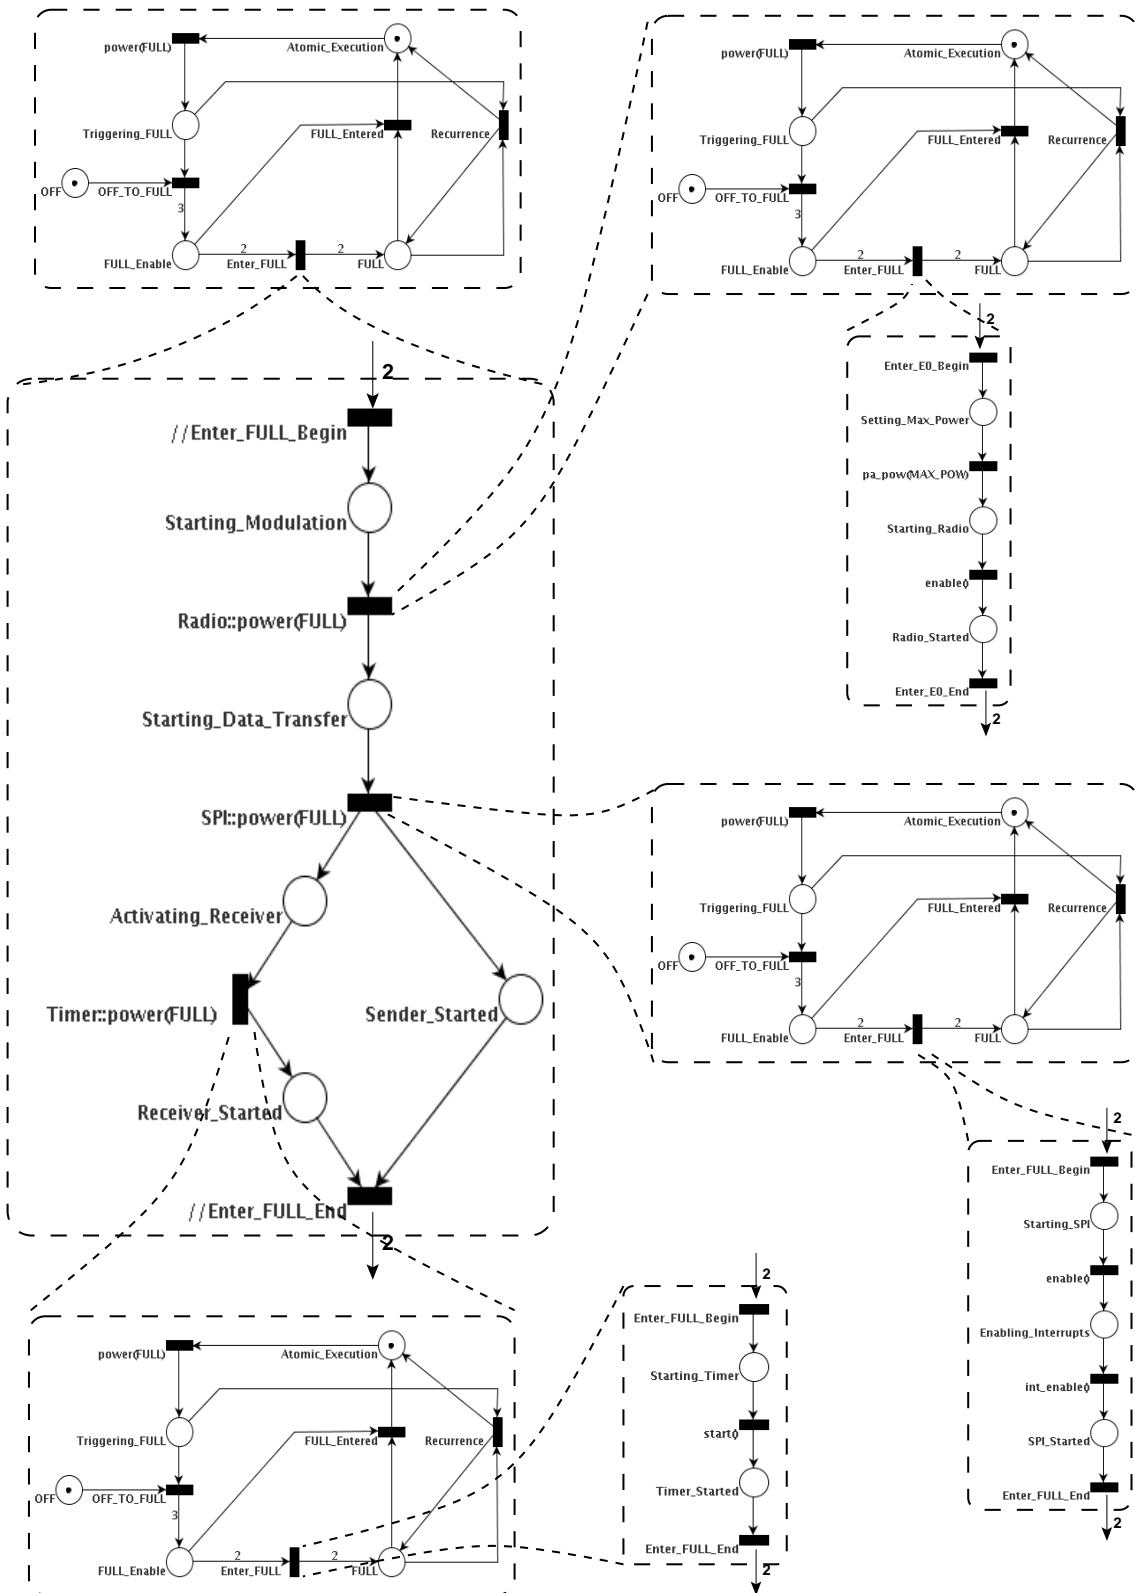 power(FULL)
Atomic_Execution
Triggering_FULL
FULL_Entered
Recurrence
OFF
OFF_TO_FULL
3
FULL_Enable
2
Enter_FULL
2
FULL
power(FULL)
Atomic_Execution
Triggering_FULL
FULL_Entered
Recurrence
OFF
OFF_TO_FULL
3
FULL_Enable
2
Enter_FULL
2
FULL
2
//Enter_FULL_Begin
Starting_Modulation
Radio::power(FULL)
Starting_Data_Transfer
SPI::power(FULL)
Activating_Receiver
Timer::power(FULL)
Sender_Started
Receiver_Started
//Enter_FULL_End
2
2
Enter_E0_Begin
Setting_Max_Power
pa_pow(MAX_POW)
Starting_Radio
enable()
Radio_Started
Enter_E0_End
2
power(FULL)
Atomic_Execution
Triggering_FULL
FULL_Entered
Recurrence
OFF
OFF_TO_FULL
3
FULL_Enable
2
Enter_FULL
2
FULL
2
Enter_FULL_Begin
Starting_SPI
enable()
Enabling_Interrupts
int_enable()
SPI_Started
Enter_FULL_End
2
power(FULL)
Atomic_Execution
Triggering_FULL
FULL_Entered
Recurrence
OFF
OFF_TO_FULL
3
FULL_Enable
2
Enter_FULL
2
FULL
2
Enter_FULL_Begin
Starting_Timer
start()
Timer_Started
Enter_FULL_End
2